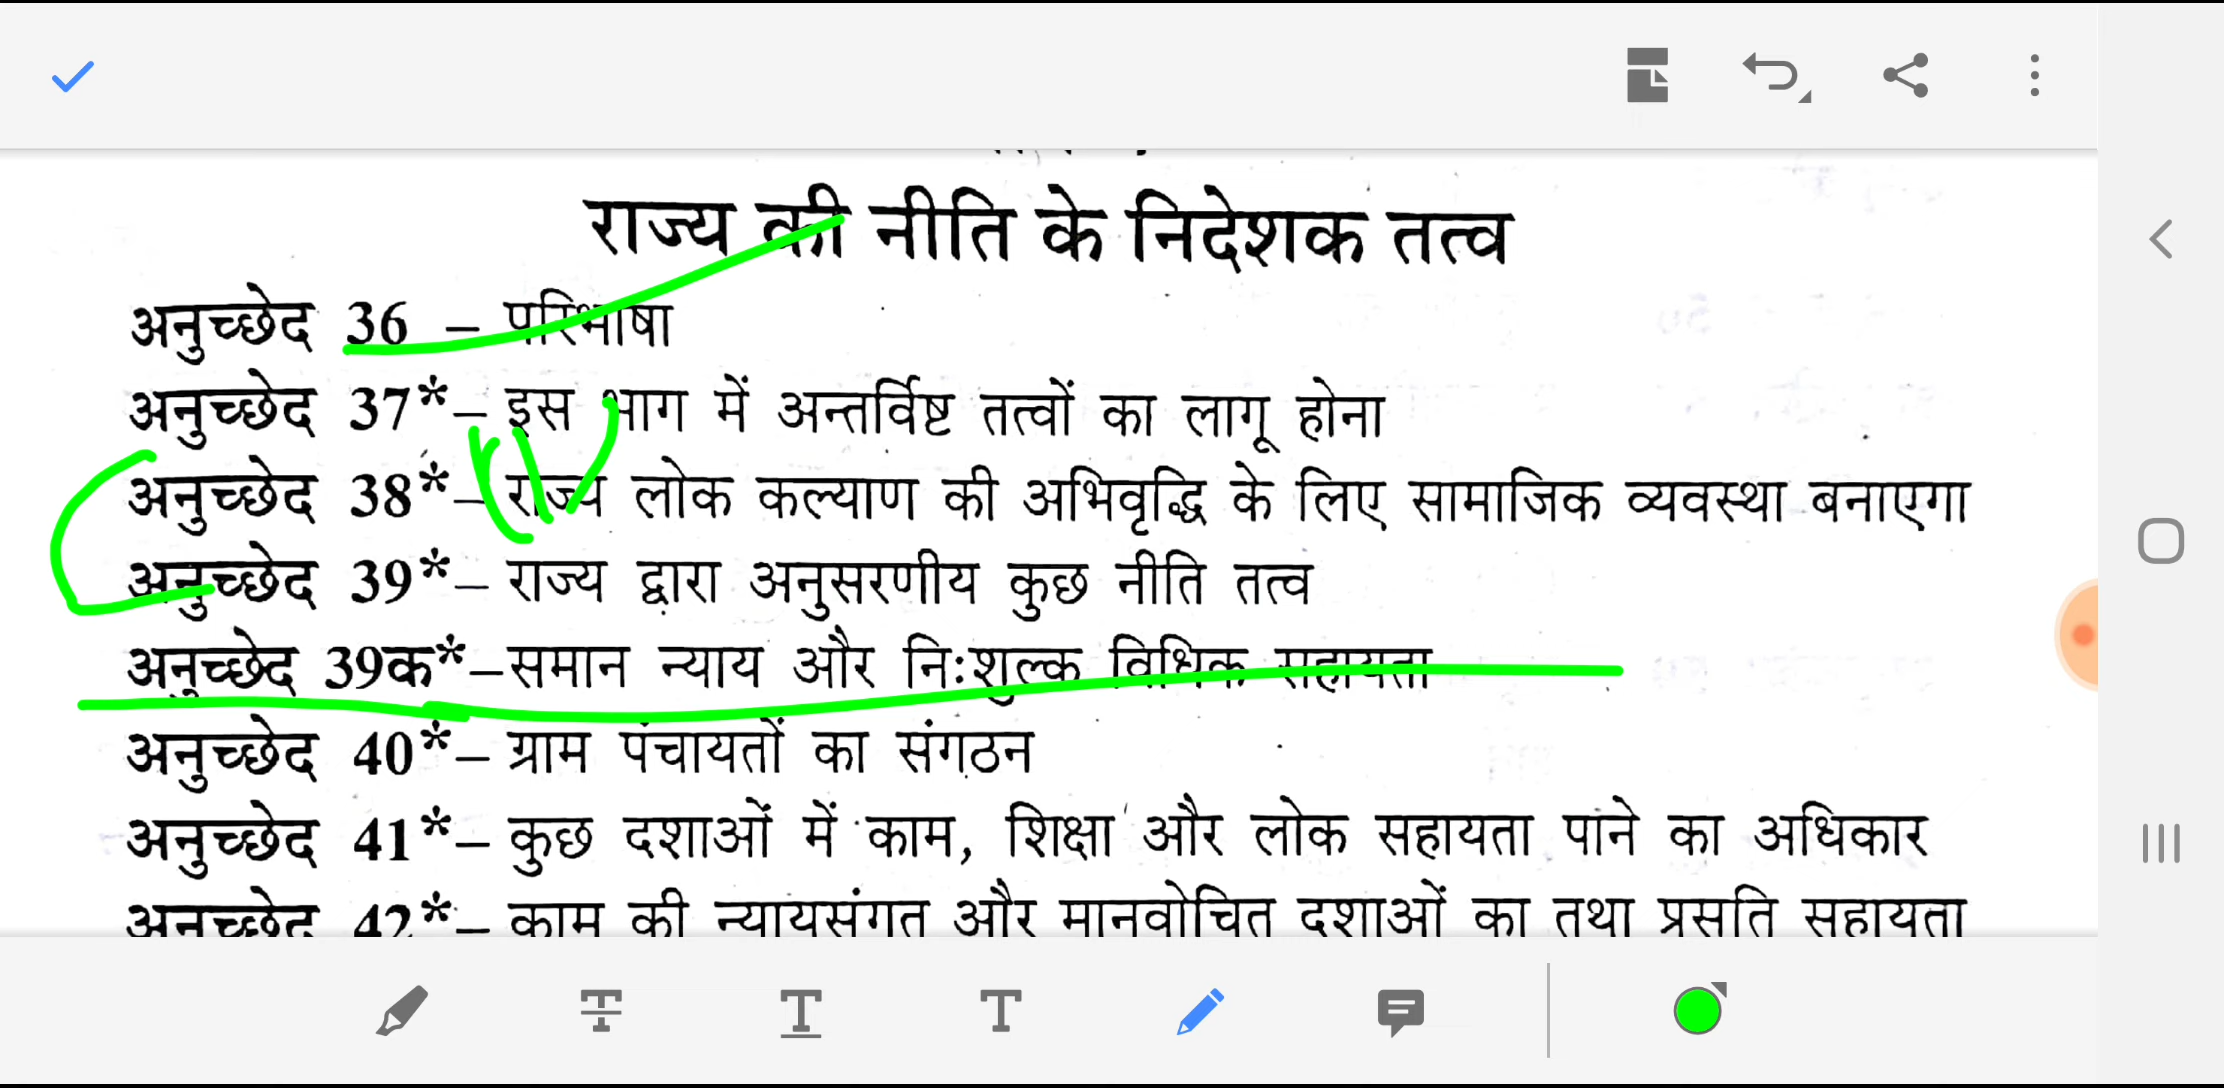 राज्य की नीति के निदेशक तत्व
अनुच्छेद 36 – परिभाषा
अनुच्छेद 37*– इस भाग में अन्तर्विष्ट तत्वों का लागू होना
अनुच्छेद 38*– राज्य लोक कल्याण की अभिवृद्धि के लिए सामाजिक व्यवस्था बनाएगा
अनुच्छेद 39*– राज्य द्वारा अनुसरणीय कुछ नीति तत्व
अनुच्छेद 39क*–समान न्याय और निःशुल्क विधिक सहायता
अनुच्छेद 40*– ग्राम पंचायतों का संगठन
अनुच्छेद 41*– कुछ दशाओं में काम, शिक्षा और लोक सहायता पाने का अधिकार
अनुच्छेद 42*– काम की न्यायसंगत और मानवोचित दशाओं का तथा प्रसूति सहायता